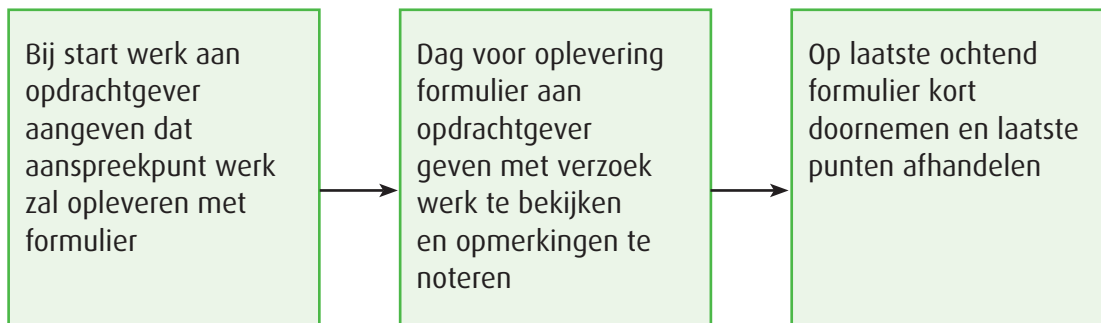 Bij start werk aan
opdrachtgever
aangeven dat
aanspreekpunt werk
zal opleveren met
formulier
Dag voor oplevering
formulier aan
opdrachtgever
geven met verzoek
werk te bekijken
en opmerkingen te
noteren
Op laatste ochtend
formulier kort
doornemen en laatste
punten afhandelen